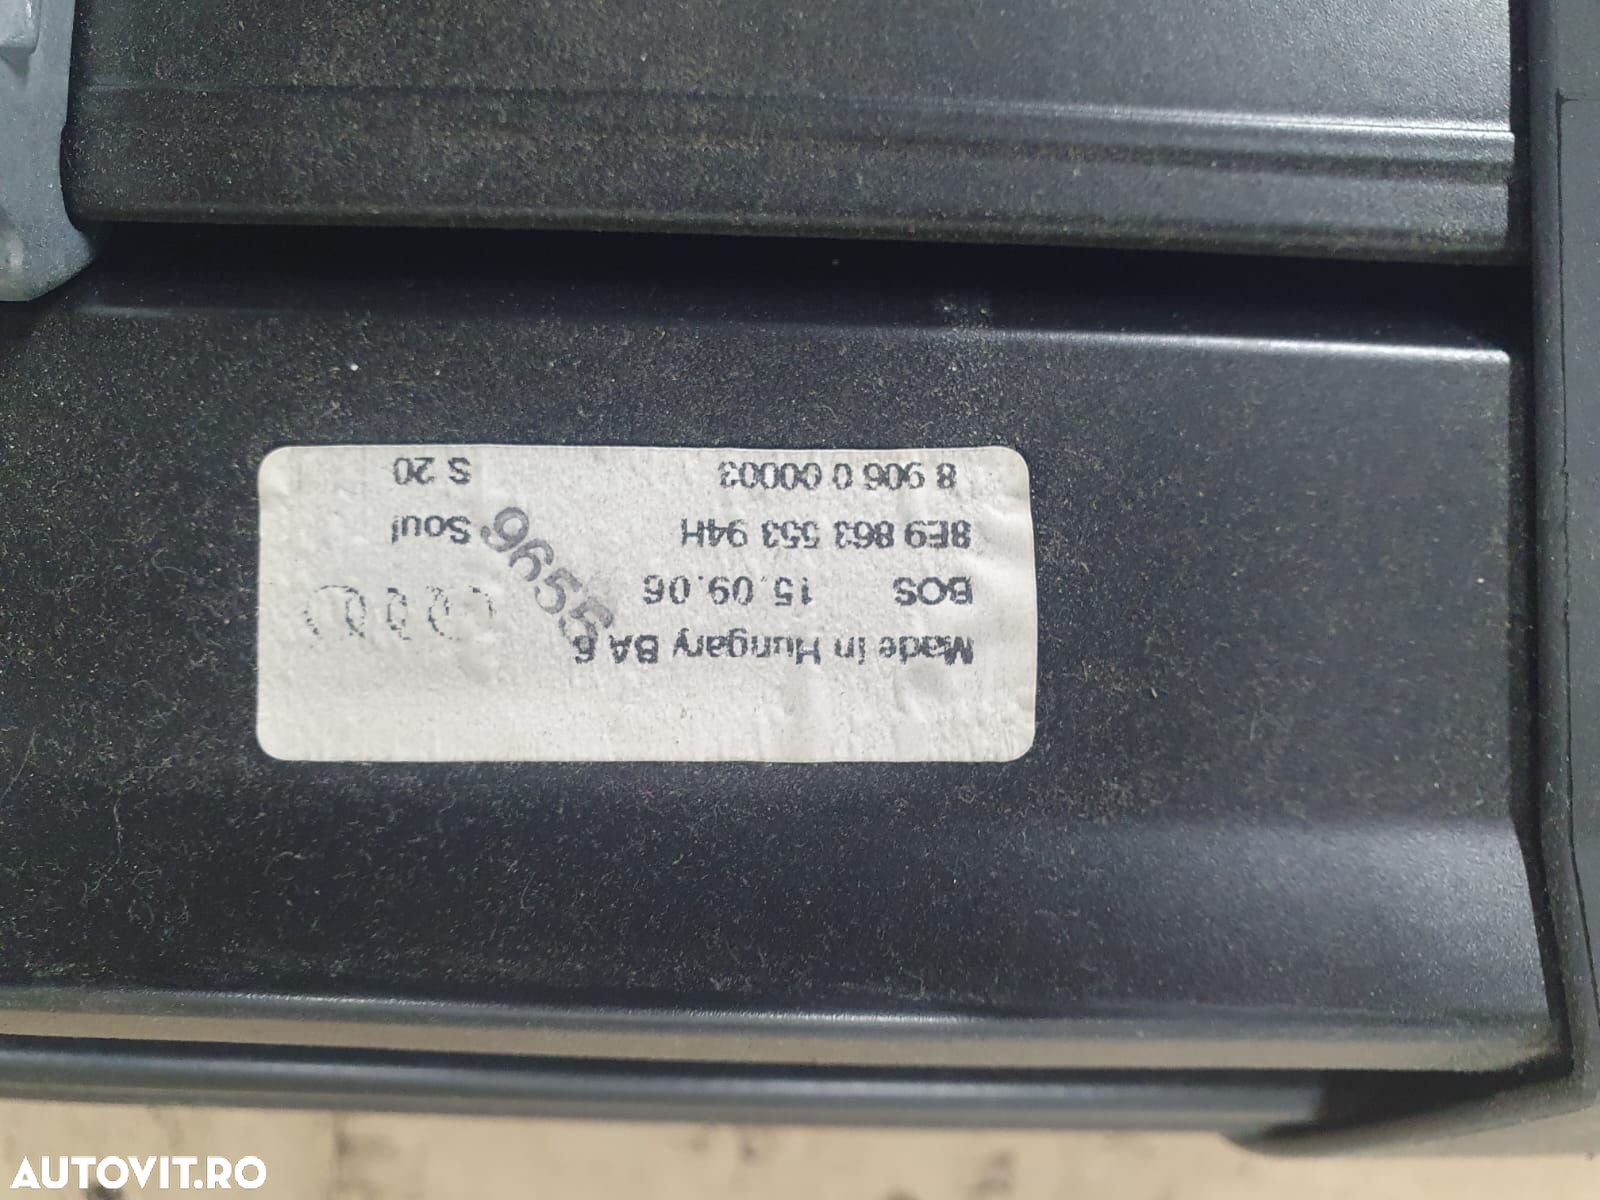 Made in Hungary BA 6
BOS 15.09.06
8E9 863 553 94H Soul
8 906 0 00003 S 20
96555
AUTOVIT.RO